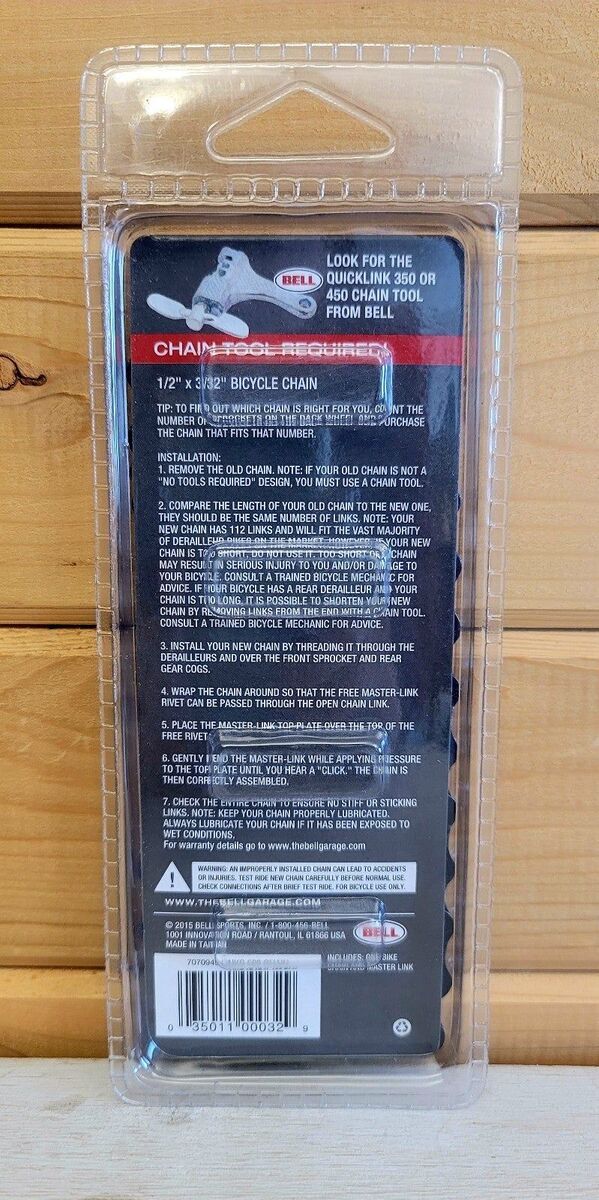 BELL
LOOK FOR THE
QUICKLINK 350 OR
450 CHAIN TOOL
FROM BELL
CHAIN TOOL REQUIRED!
1/2" x 3/32" BICYCLE CHAIN
TIP: TO FIND OUT WHICH CHAIN IS RIGHT FOR YOU, COUNT THE
NUMBER OF SPROCKETS ON THE BACK WHEEL AND PURCHASE
THE CHAIN THAT FITS THAT NUMBER.
INSTALLATION:
1. REMOVE THE OLD CHAIN. NOTE: IF YOUR OLD CHAIN IS NOT A
"NO TOOLS REQUIRED" DESIGN, YOU MUST USE A CHAIN TOOL.
2. COMPARE THE LENGTH OF YOUR OLD CHAIN TO THE NEW ONE,
THEY SHOULD BE THE SAME NUMBER OF LINKS. NOTE: YOUR
NEW CHAIN HAS 112 LINKS AND WILL FIT THE VAST MAJORITY
OF DERAILLEUR BIKES ON THE MARKET. HOWEVER, IF YOUR NEW
CHAIN IS TOO SHORT, DO NOT USE IT. TOO SHORT OF CHAIN
MAY RESULT IN SERIOUS INJURY TO YOU AND/OR DAMAGE TO
YOUR BICYCLE. CONSULT A TRAINED BICYCLE MECHANIC FOR
ADVICE. IF YOUR BICYCLE HAS A REAR DERAILLEUR AND YOUR
CHAIN IS TOO LONG, IT IS POSSIBLE TO SHORTEN YOUR NEW
CHAIN BY REMOVING LINKS FROM THE END WITH A CHAIN TOOL.
CONSULT A TRAINED BICYCLE MECHANIC FOR ADVICE.
3. INSTALL YOUR NEW CHAIN BY THREADING IT THROUGH THE
DERAILLEURS AND OVER THE FRONT SPROCKET AND REAR
GEAR COGS.
4. WRAP THE CHAIN AROUND SO THAT THE FREE MASTER-LINK
RIVET CAN BE PASSED THROUGH THE OPEN CHAIN LINK.
5. PLACE THE MASTER-LINK TOP PLATE OVER THE TOP OF THE
FREE RIVET
6. GENTLY BEND THE MASTER-LINK WHILE APPLYING PRESSURE
TO THE TOP PLATE UNTIL YOU HEAR A "CLICK." THE CHAIN IS
THEN CORRECTLY ASSEMBLED.
7. CHECK THE ENTIRE CHAIN TO ENSURE NO STIFF OR STICKING
LINKS. NOTE: KEEP YOUR CHAIN PROPERLY LUBRICATED.
ALWAYS LUBRICATE YOUR CHAIN IF IT HAS BEEN EXPOSED TO
WET CONDITIONS.
For warranty details go to www.thebellgarage.com
WARNING: AN IMPROPERLY INSTALLED CHAIN CAN LEAD TO ACCIDENTS
OR INJURIES. TEST RIDE NEW CHAIN CAREFULLY BEFORE NORMAL USE.
CHECK CONNECTIONS AFTER BRIEF TEST RIDE. FOR BICYCLE USE ONLY.
WWW.THEBELLGARAGE.COM
© 2015 BELL SPORTS, INC. / 1-800-456-BELL
1001 INNOVATION ROAD / RANTOUL, IL 61866 USA
MADE IN TAIWAN
BELL
INCLUDES: ONE BIKE
CHAIN AND MASTER LINK
0 35011 00032 9